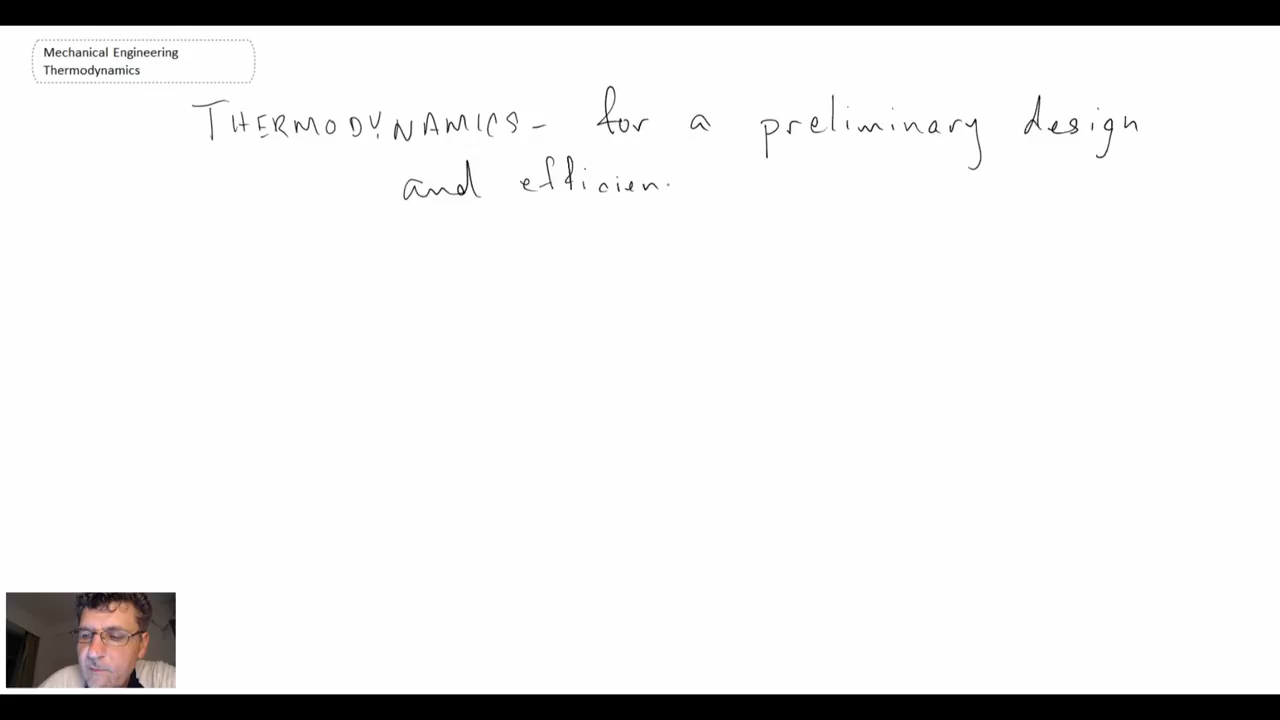 Mechanical Engineering
Thermodynamics
THERMODYNAMICS - for a preliminary design
and efficien